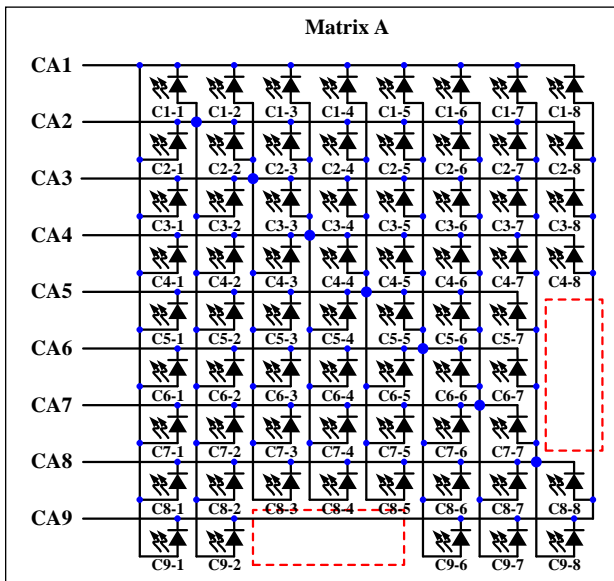 Matrix A
CA1
C1-1 C1-2 C1-3 C1-4 C1-5 C1-6 C1-7 C1-8
CA2
C2-1 C2-2 C2-3 C2-4 C2-5 C2-6 C2-7 C2-8
CA3
C3-1 C3-2 C3-3 C3-4 C3-5 C3-6 C3-7 C3-8
CA4
C4-1 C4-2 C4-3 C4-4 C4-5 C4-6 C4-7 C4-8
CA5
C5-1 C5-2 C5-3 C5-4 C5-5 C5-6 C5-7
CA6
C6-1 C6-2 C6-3 C6-4 C6-5 C6-6 C6-7
CA7
C7-1 C7-2 C7-3 C7-4 C7-5 C7-6 C7-7
CA8
C8-1 C8-2 C8-3 C8-4 C8-5 C8-6 C8-7 C8-8
CA9
C9-1 C9-2 C9-6 C9-7 C9-8